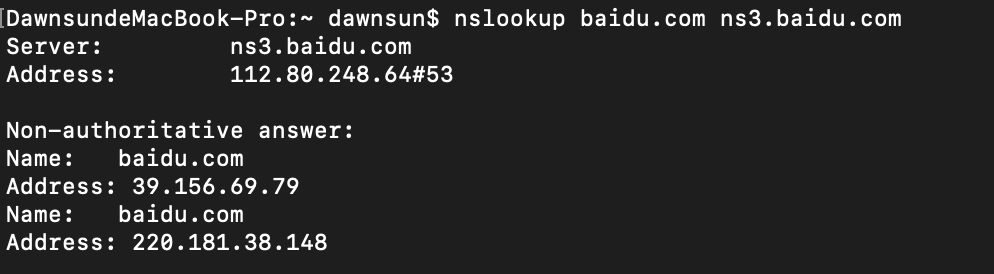 DawnsundeMacBook-Pro:~ dawnsun$ nslookup baidu.com ns3.baidu.com
Server: ns3.baidu.com
Address: 112.80.248.64#53
Non-authoritative answer:
Name: baidu.com
Address: 39.156.69.79
Name: baidu.com
Address: 220.181.38.148